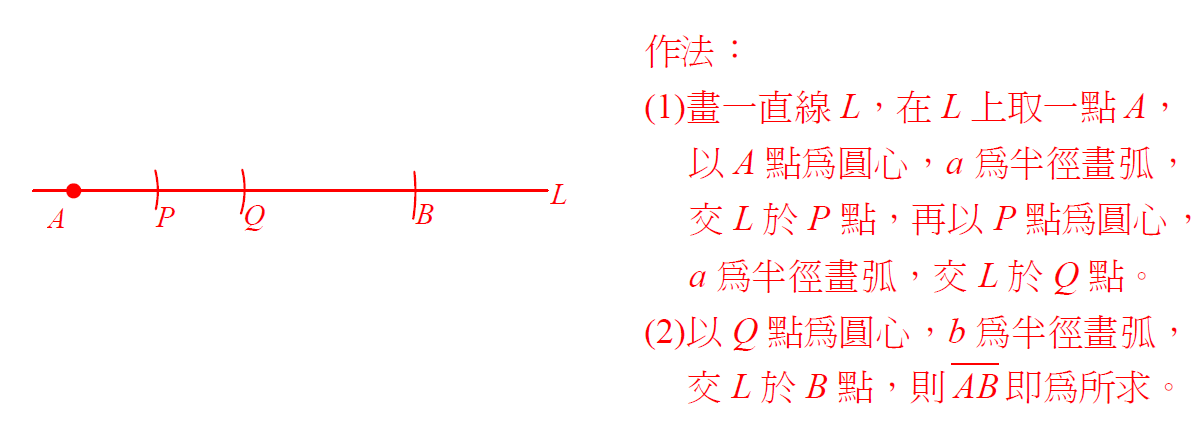 作法：
(1)畫一直線 L，在 L 上取一點 A，
以 A 點為圓心，a 為半徑畫弧，
交 L 於 P 點，再以 P 點為圓心，
a 為半徑畫弧，交 L 於 Q 點。
(2)以 Q 點為圓心，b 為半徑畫弧，
交 L 於 B 點，則 A̅B̅ 即為所求。
A P Q B L